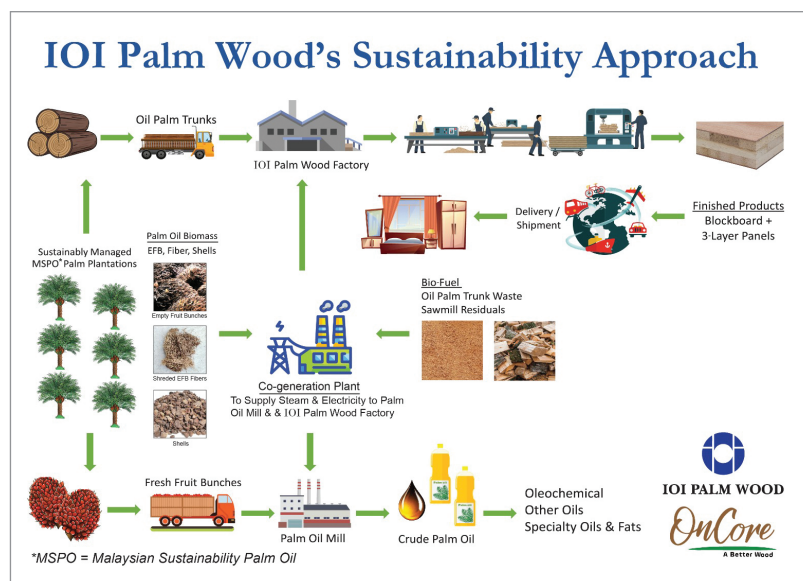 IOI Palm Wood's Sustainability Approach
Oil Palm Trunks
IOI Palm Wood Factory
Finished Products
Blockboard +
3-Layer Panels
Delivery /
Shipment
Sustainably Managed
MSPO* Palm Plantations
Palm Oil Biomass
EFB, Fiber, Shells
Empty Fruit Bunches
Shreded EFB Fibers
Shells
Bio-Fuel
Oil Palm Trunk Waste
Sawmill Residuals
Co-generation Plant
To Supply Steam & Electricity to Palm
Oil Mill & & IOI Palm Wood Factory
Fresh Fruit Bunches
Palm Oil Mill
Crude Palm Oil
Oleochemical
Other Oils
Specialty Oils & Fats
IOI PALM WOOD
OnCore
A Better Wood
*MSPO = Malaysian Sustainability Palm Oil